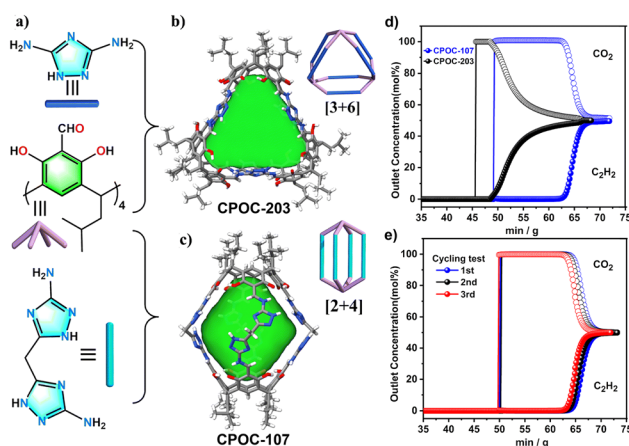 a)
H₂N
N
NH₂
N
HN
CHO
HO
OH
4
NH₂
N
N
NH
N
N
HN
N
NH₂
b)
[3+6]
CPOC-203
c)
[2+4]
CPOC-107
d)
Outlet Concentration(mol%)
100
80
60
40
20
0
CPOC-107
CPOC-203
CO₂
C₂H₂
35 40 45 50 55 60 65 70 75
min / g
e)
Outlet Concentration(mol%)
100
80
60
40
20
0
Cycling test
1st
2nd
3rd
CO₂
C₂H₂
35 40 45 50 55 60 65 70 75
min / g